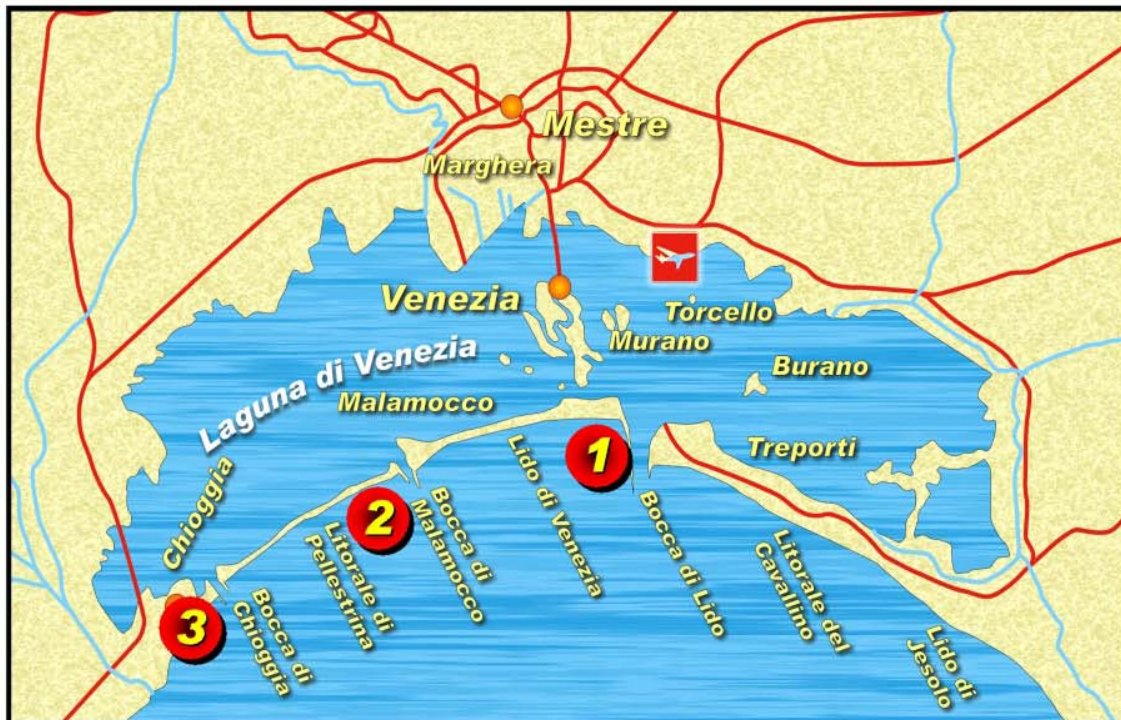 Mestre
Marghera
Venezia
Torcello
Murano
Laguna di Venezia
Burano
Malamocco
Treporti
1
Chioggia
2
Lido di Venezia
Bocca di
Malamocco
Bocca di Lido
Litorale di
Pellestrina
Litorale del
Cavallino
3
Bocca di
Chioggia
Lido di
Jesolo